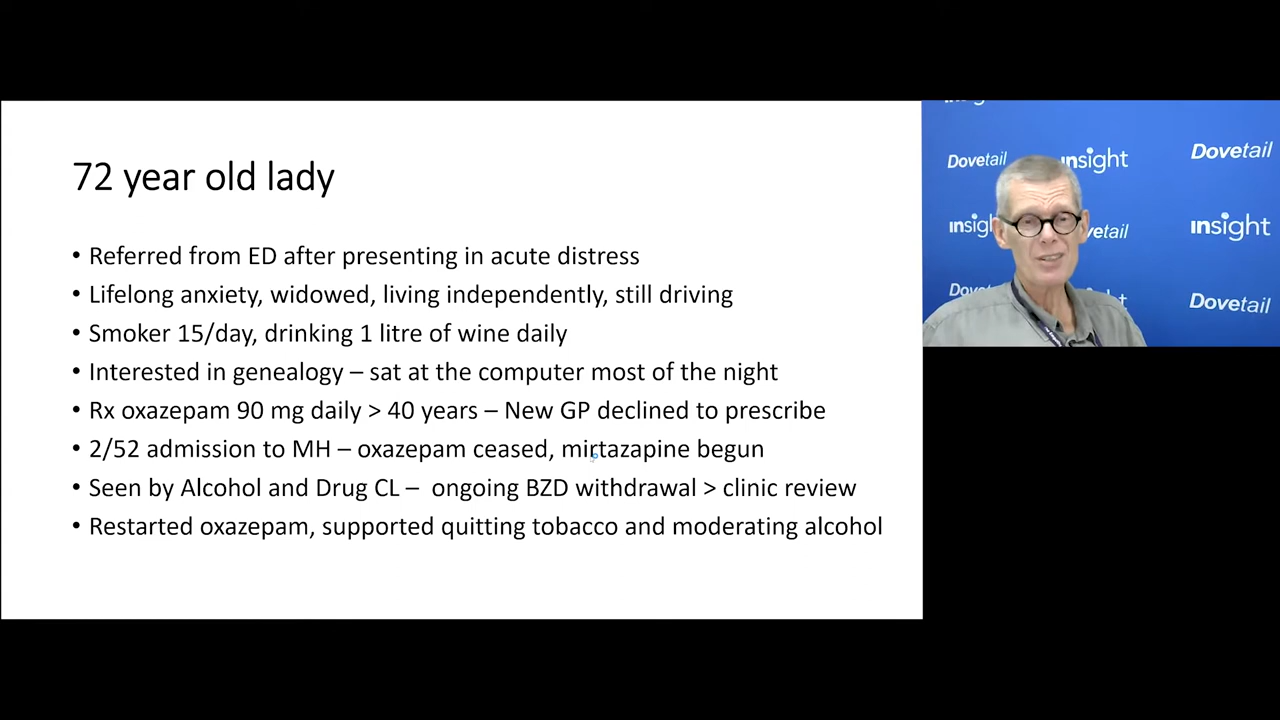 72 year old lady
• Referred from ED after presenting in acute distress
• Lifelong anxiety, widowed, living independently, still driving
• Smoker 15/day, drinking 1 litre of wine daily
• Interested in genealogy – sat at the computer most of the night
• Rx oxazepam 90 mg daily > 40 years – New GP declined to prescribe
• 2/52 admission to MH – oxazepam ceased, mirtazapine begun
• Seen by Alcohol and Drug CL – ongoing BZD withdrawal > clinic review
• Restarted oxazepam, supported quitting tobacco and moderating alcohol
Dovetail insight Dovetail
insight vetail insight
Dovetail